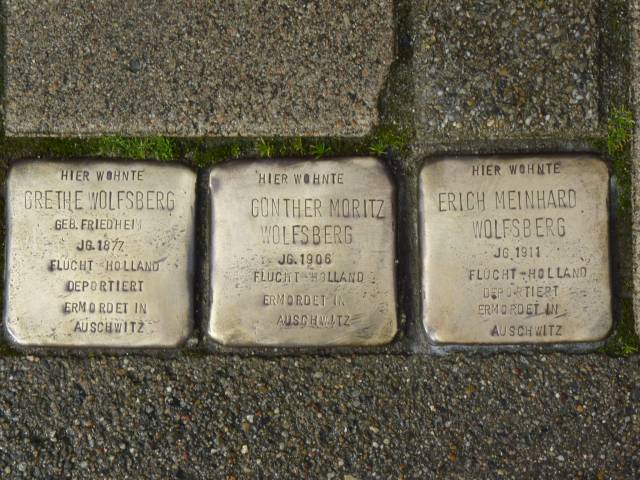 HIER WOHNTE
GRETHE WOLFSBERG
GEB. FRIEDHEIM
JG.1877
FLUCHT-HOLLAND
DEPORTIERT
ERMORDET IN
AUSCHWITZ
HIER WOHNTE
GÜNTHER MORITZ
WOLFSBERG
JG.1906
FLUCHT-HOLLAND
ERMORDET IN
AUSCHWITZ
HIER WOHNTE
ERICH MEINHARD
WOLFSBERG
JG.1911
FLUCHT-HOLLAND
DEPORTIERT
ERMORDET IN
AUSCHWITZ